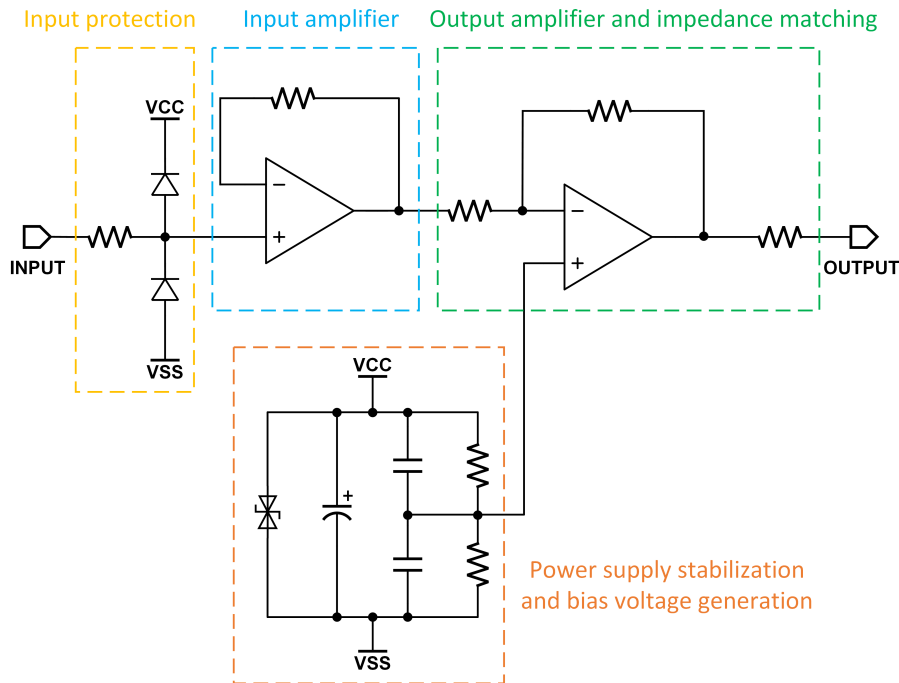 Input protection
Input amplifier
Output amplifier and impedance matching
VCC
INPUT
VSS
−
+
−
+
OUTPUT
VCC
+
VSS
Power supply stabilization
and bias voltage generation